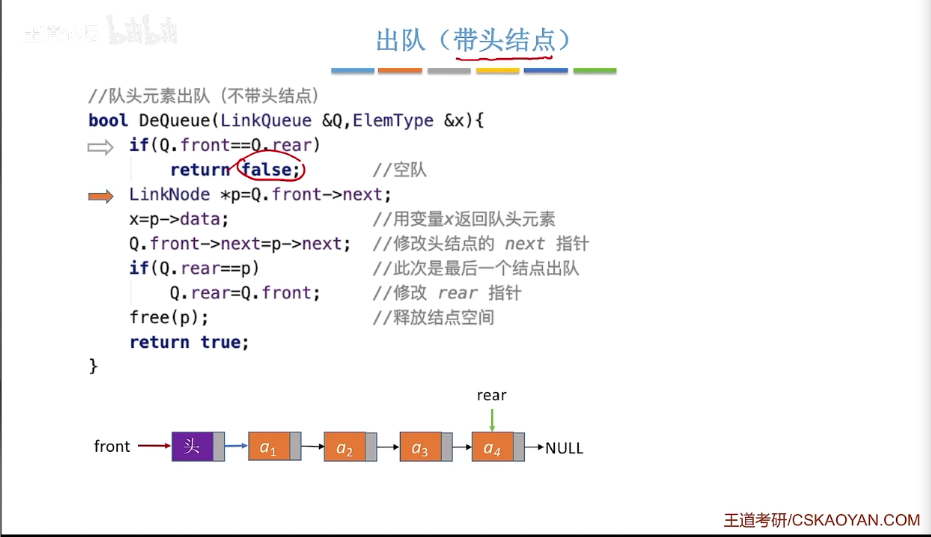 出队（带头结点）
//队头元素出队（不带头结点）
bool DeQueue(LinkQueue &Q,ElemType &x){
if(Q.front==Q.rear)
return false; //空队
LinkNode *p=Q.front->next;
x=p->data; //用变量x返回队头元素
Q.front->next=p->next; //修改头结点的 next 指针
if(Q.rear==p) //此次是最后一个结点出队
Q.rear=Q.front; //修改 rear 指针
free(p); //释放结点空间
return true;
}
rear
front 头 a1 a2 a3 a4 NULL
王道考研/CSKAOYAN.COM